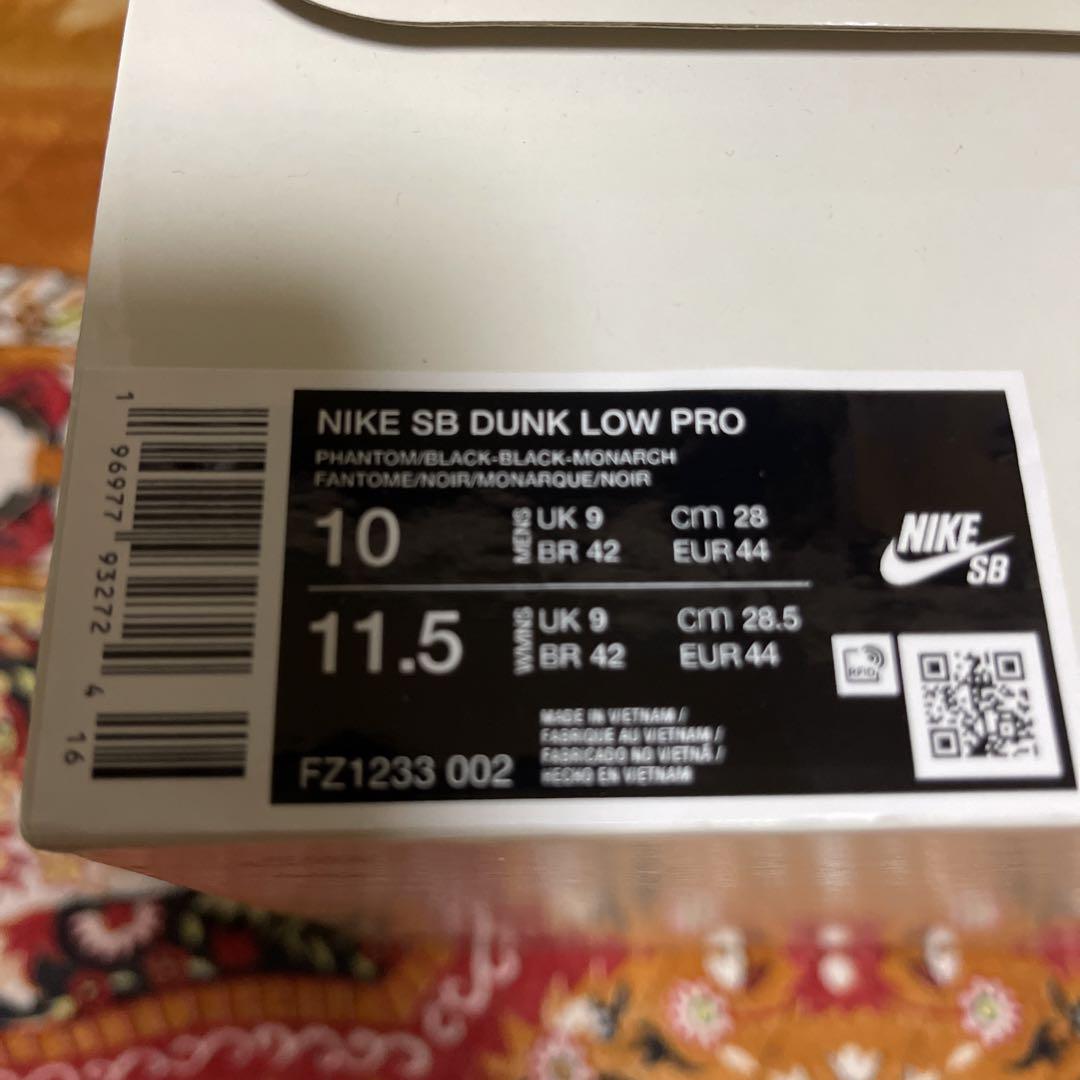 NIKE SB DUNK LOW PRO
PHANTOM/BLACK-BLACK-MONARCH
FANTOME/NOIR/MONARQUE/NOIR
10 MENS UK 9 cm 28
BR 42 EUR 44
11.5 WMNS UK 9 cm 28.5
BR 42 EUR 44
NIKE
SB
RFID
MADE IN VIETNAM /
FABRIQUE AU VIETNAM /
FABRICADO NO VIETNÃ /
HECHO EN VIETNAM
FZ1233 002
1 96977 93272 4 16